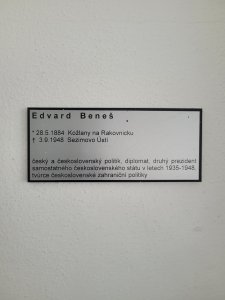 Edvard Beneš
* 28.5.1884 Kožlany na Rakovnicku
† 3.9.1948 Sezimovo Ústí
český a československý politik, diplomat, druhý prezident
samostatného československého státu v letech 1935-1948,
tvůrce československé zahraniční politiky